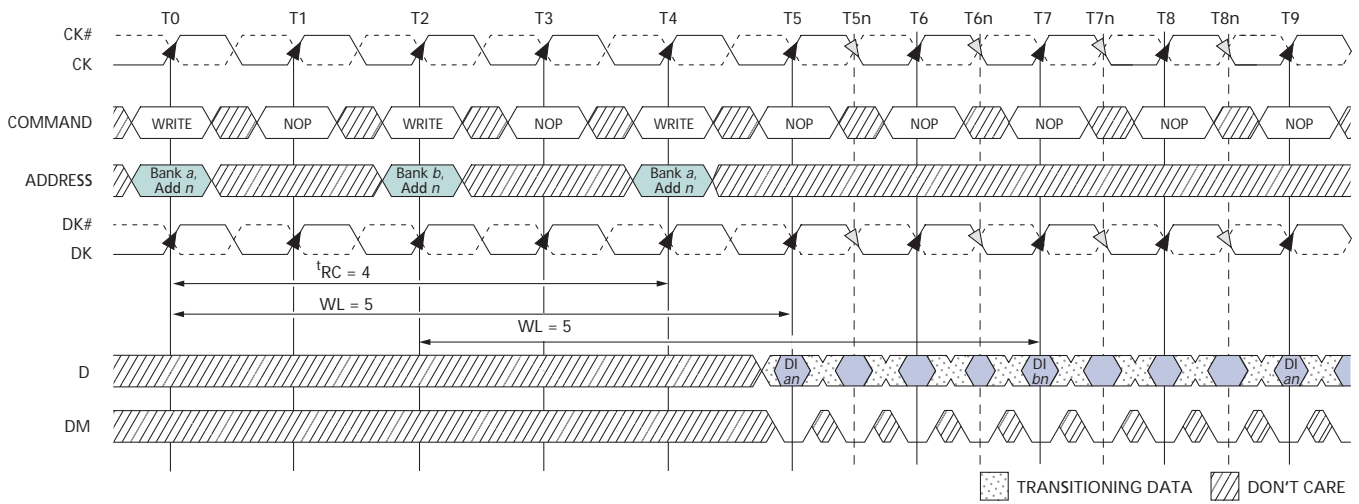 T0 T1 T2 T3 T4 T5 T5n T6 T6n T7 T7n T8 T8n T9
CK#
CK
COMMAND WRITE NOP WRITE NOP WRITE NOP NOP NOP NOP NOP
ADDRESS Bank a, Add n Bank b, Add n Bank a, Add n
DK#
DK
tRC = 4
WL = 5
WL = 5
D DI an DI bn DI an
DM
TRANSITIONING DATA DON'T CARE